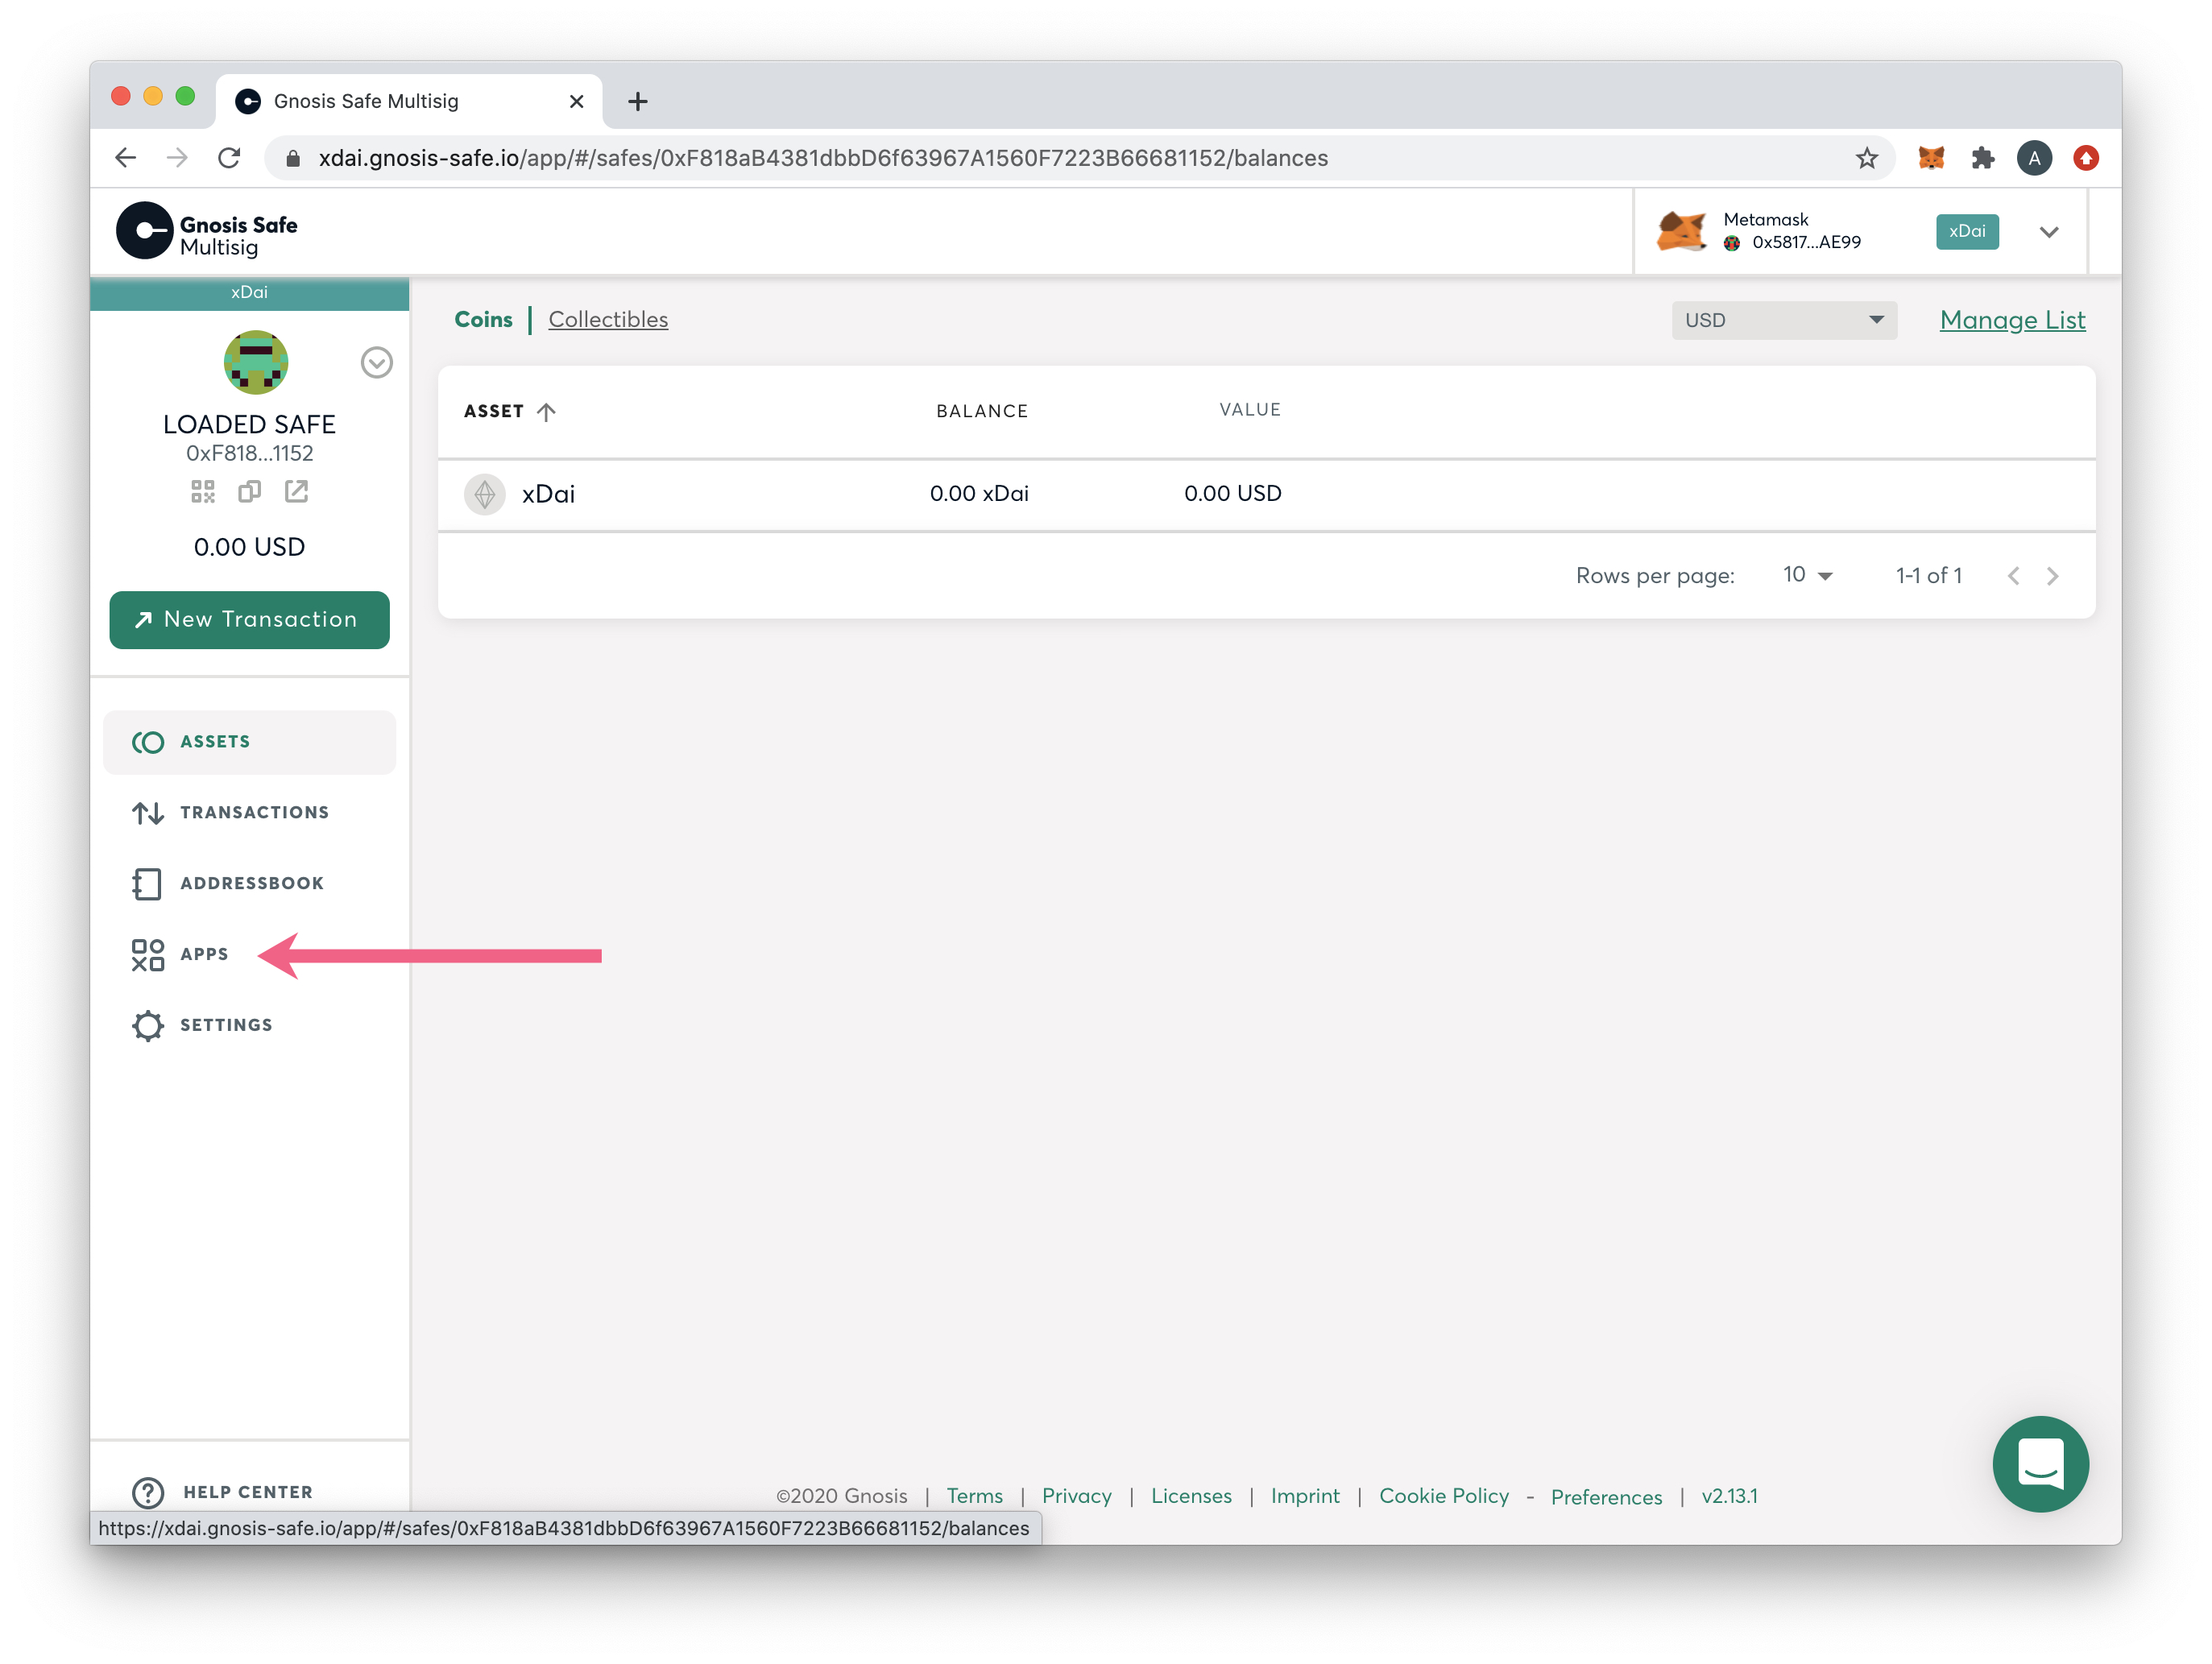 Gnosis Safe Multisig
xdai.gnosis-safe.io/app/#/safes/0xF818aB4381dbbD6f63967A1560F7223B66681152/balances
A
Gnosis Safe
Multisig
Metamask
0x5817...AE99
xDai
xDai
LOADED SAFE
0xF818...1152
0.00 USD
New Transaction
ASSETS
TRANSACTIONS
ADDRESSBOOK
APPS
SETTINGS
HELP CENTER
Coins | Collectibles
USD
Manage List
ASSET BALANCE VALUE
xDai 0.00 xDai 0.00 USD
Rows per page: 10 1-1 of 1
©2020 Gnosis | Terms | Privacy | Licenses | Imprint | Cookie Policy - Preferences | v2.13.1
https://xdai.gnosis-safe.io/app/#/safes/0xF818aB4381dbbD6f63967A1560F7223B66681152/balances